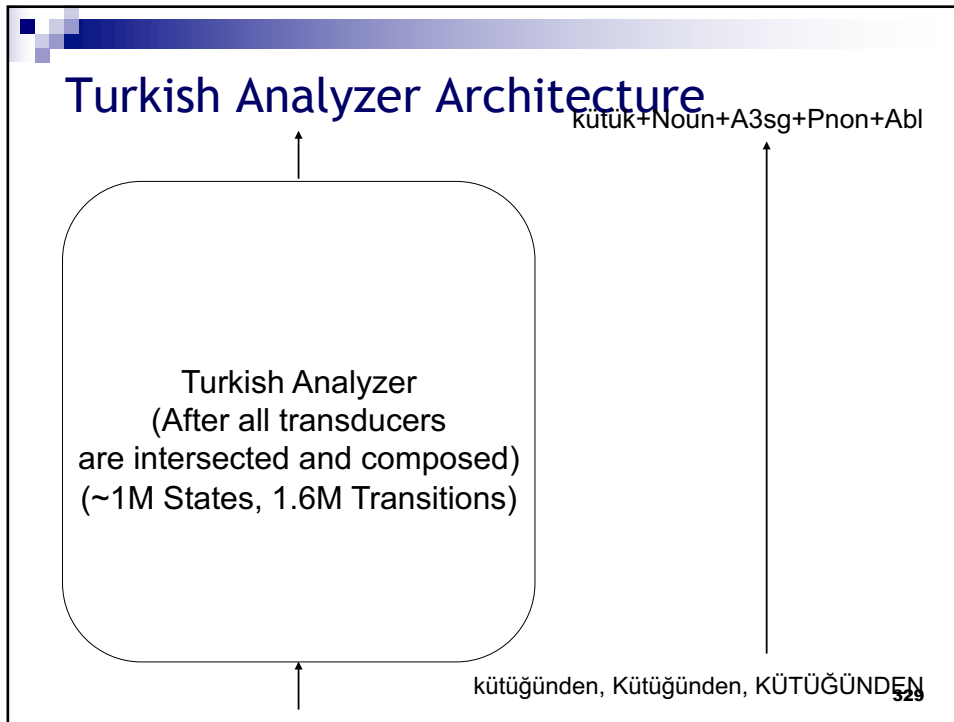 Turkish Analyzer Architecture
kütük+Noun+A3sg+Pnon+Abl
Turkish Analyzer
(After all transducers
are intersected and composed)
(~1M States, 1.6M Transitions)
kütüğünden, Kütüğünden, KÜTÜĞÜNDEN
329